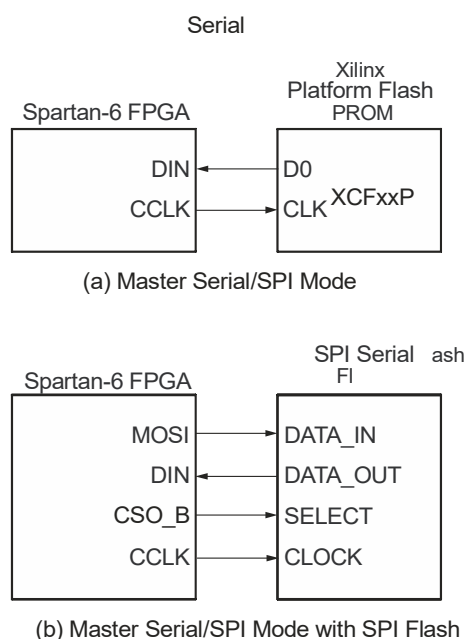 Serial
Xilinx
Platform Flash
Spartan-6 FPGA PROM
DIN D0
CCLK CLK XCFxxP
(a) Master Serial/SPI Mode
SPI Serial ash
Spartan-6 FPGA Fl
MOSI DATA_IN
DIN DATA_OUT
CSO_B SELECT
CCLK CLOCK
(b) Master Serial/SPI Mode with SPI Flash